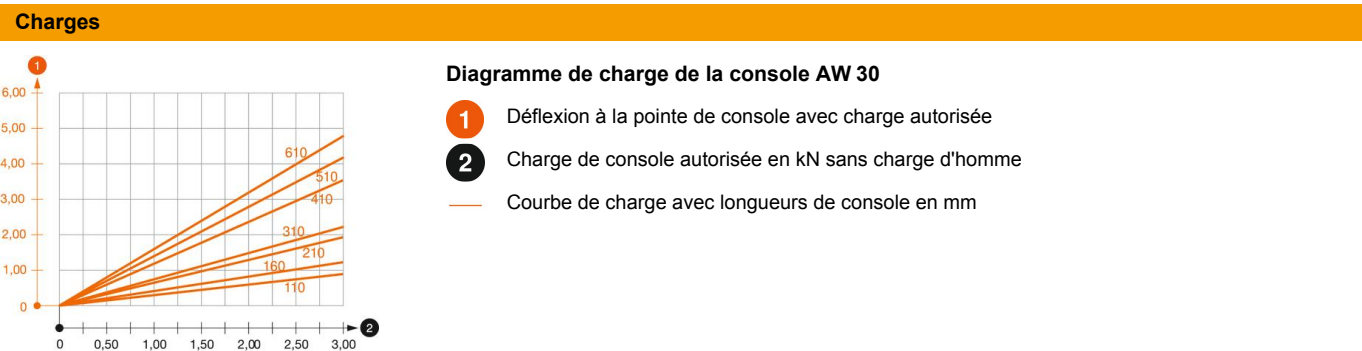 Charges
1
6,00
5,00
4,00
3,00
2,00
1,00
0
610
510
410
310
210
160
110
2
0 0,50 1,00 1,50 2,00 2,50 3,00
Diagramme de charge de la console AW 30
1 Déflexion à la pointe de console avec charge autorisée
2 Charge de console autorisée en kN sans charge d'homme
Courbe de charge avec longueurs de console en mm